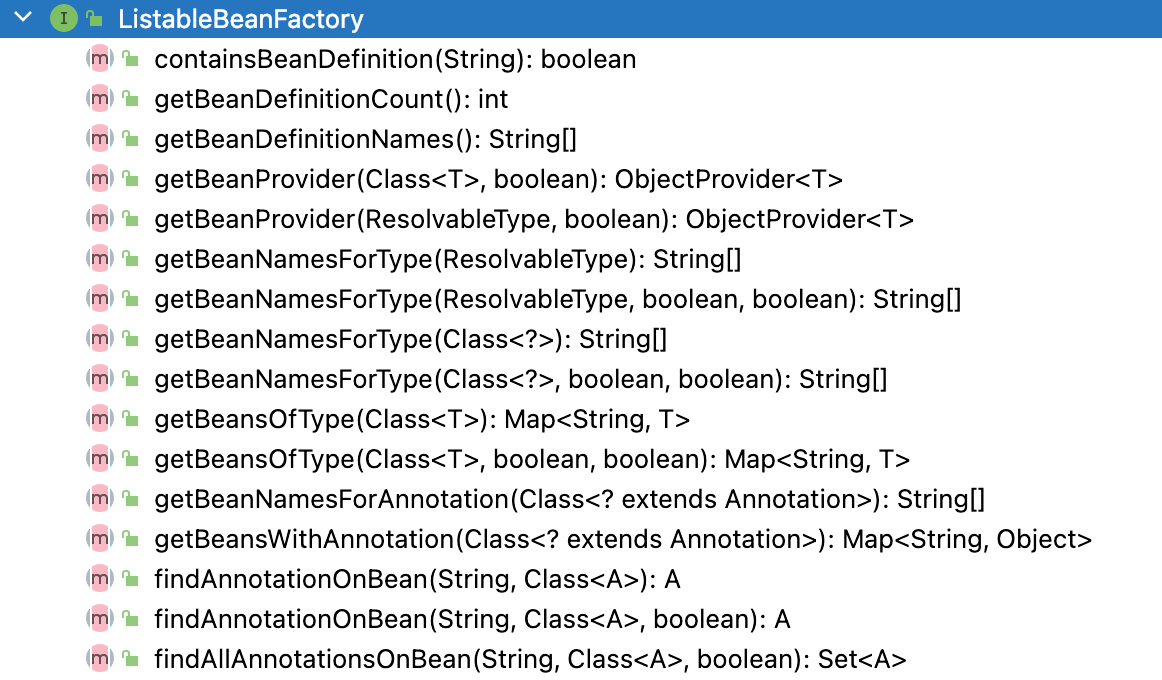 I ListableBeanFactory
m containsBeanDefinition(String): boolean
m getBeanDefinitionCount(): int
m getBeanDefinitionNames(): String[]
m getBeanProvider(Class<T>, boolean): ObjectProvider<T>
m getBeanProvider(ResolvableType, boolean): ObjectProvider<T>
m getBeanNamesForType(ResolvableType): String[]
m getBeanNamesForType(ResolvableType, boolean, boolean): String[]
m getBeanNamesForType(Class<?>): String[]
m getBeanNamesForType(Class<?>, boolean, boolean): String[]
m getBeansOfType(Class<T>): Map<String, T>
m getBeansOfType(Class<T>, boolean, boolean): Map<String, T>
m getBeanNamesForAnnotation(Class<? extends Annotation>): String[]
m getBeansWithAnnotation(Class<? extends Annotation>): Map<String, Object>
m findAnnotationOnBean(String, Class<A>): A
m findAnnotationOnBean(String, Class<A>, boolean): A
m findAllAnnotationsOnBean(String, Class<A>, boolean): Set<A>